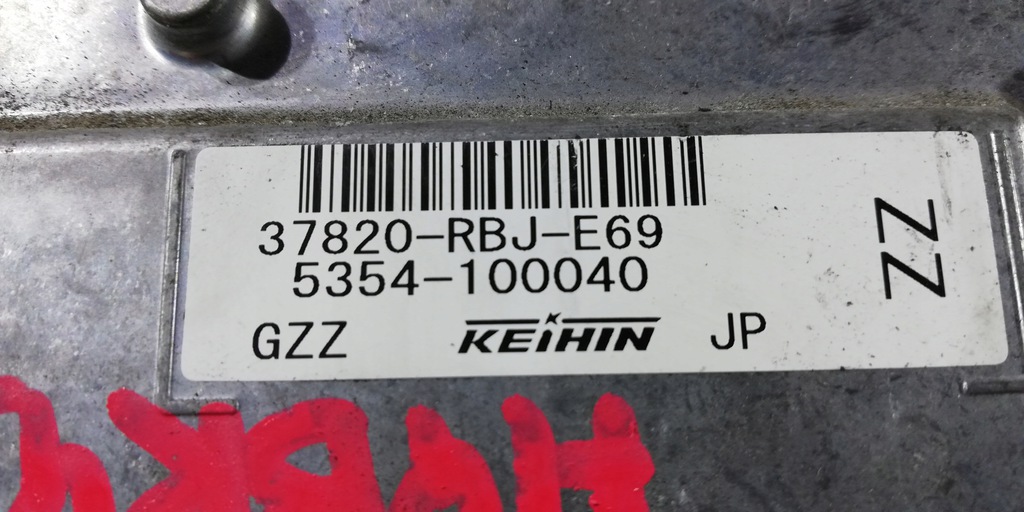 37820-RBJ-E69
5354-100040
GZZ KEIHIN JP
ZZ